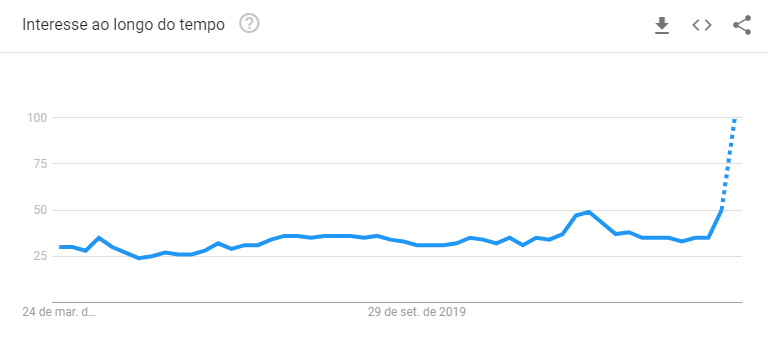 Interesse ao longo do tempo
?
100
75
50
25
24 de mar. d...
29 de set. de 2019